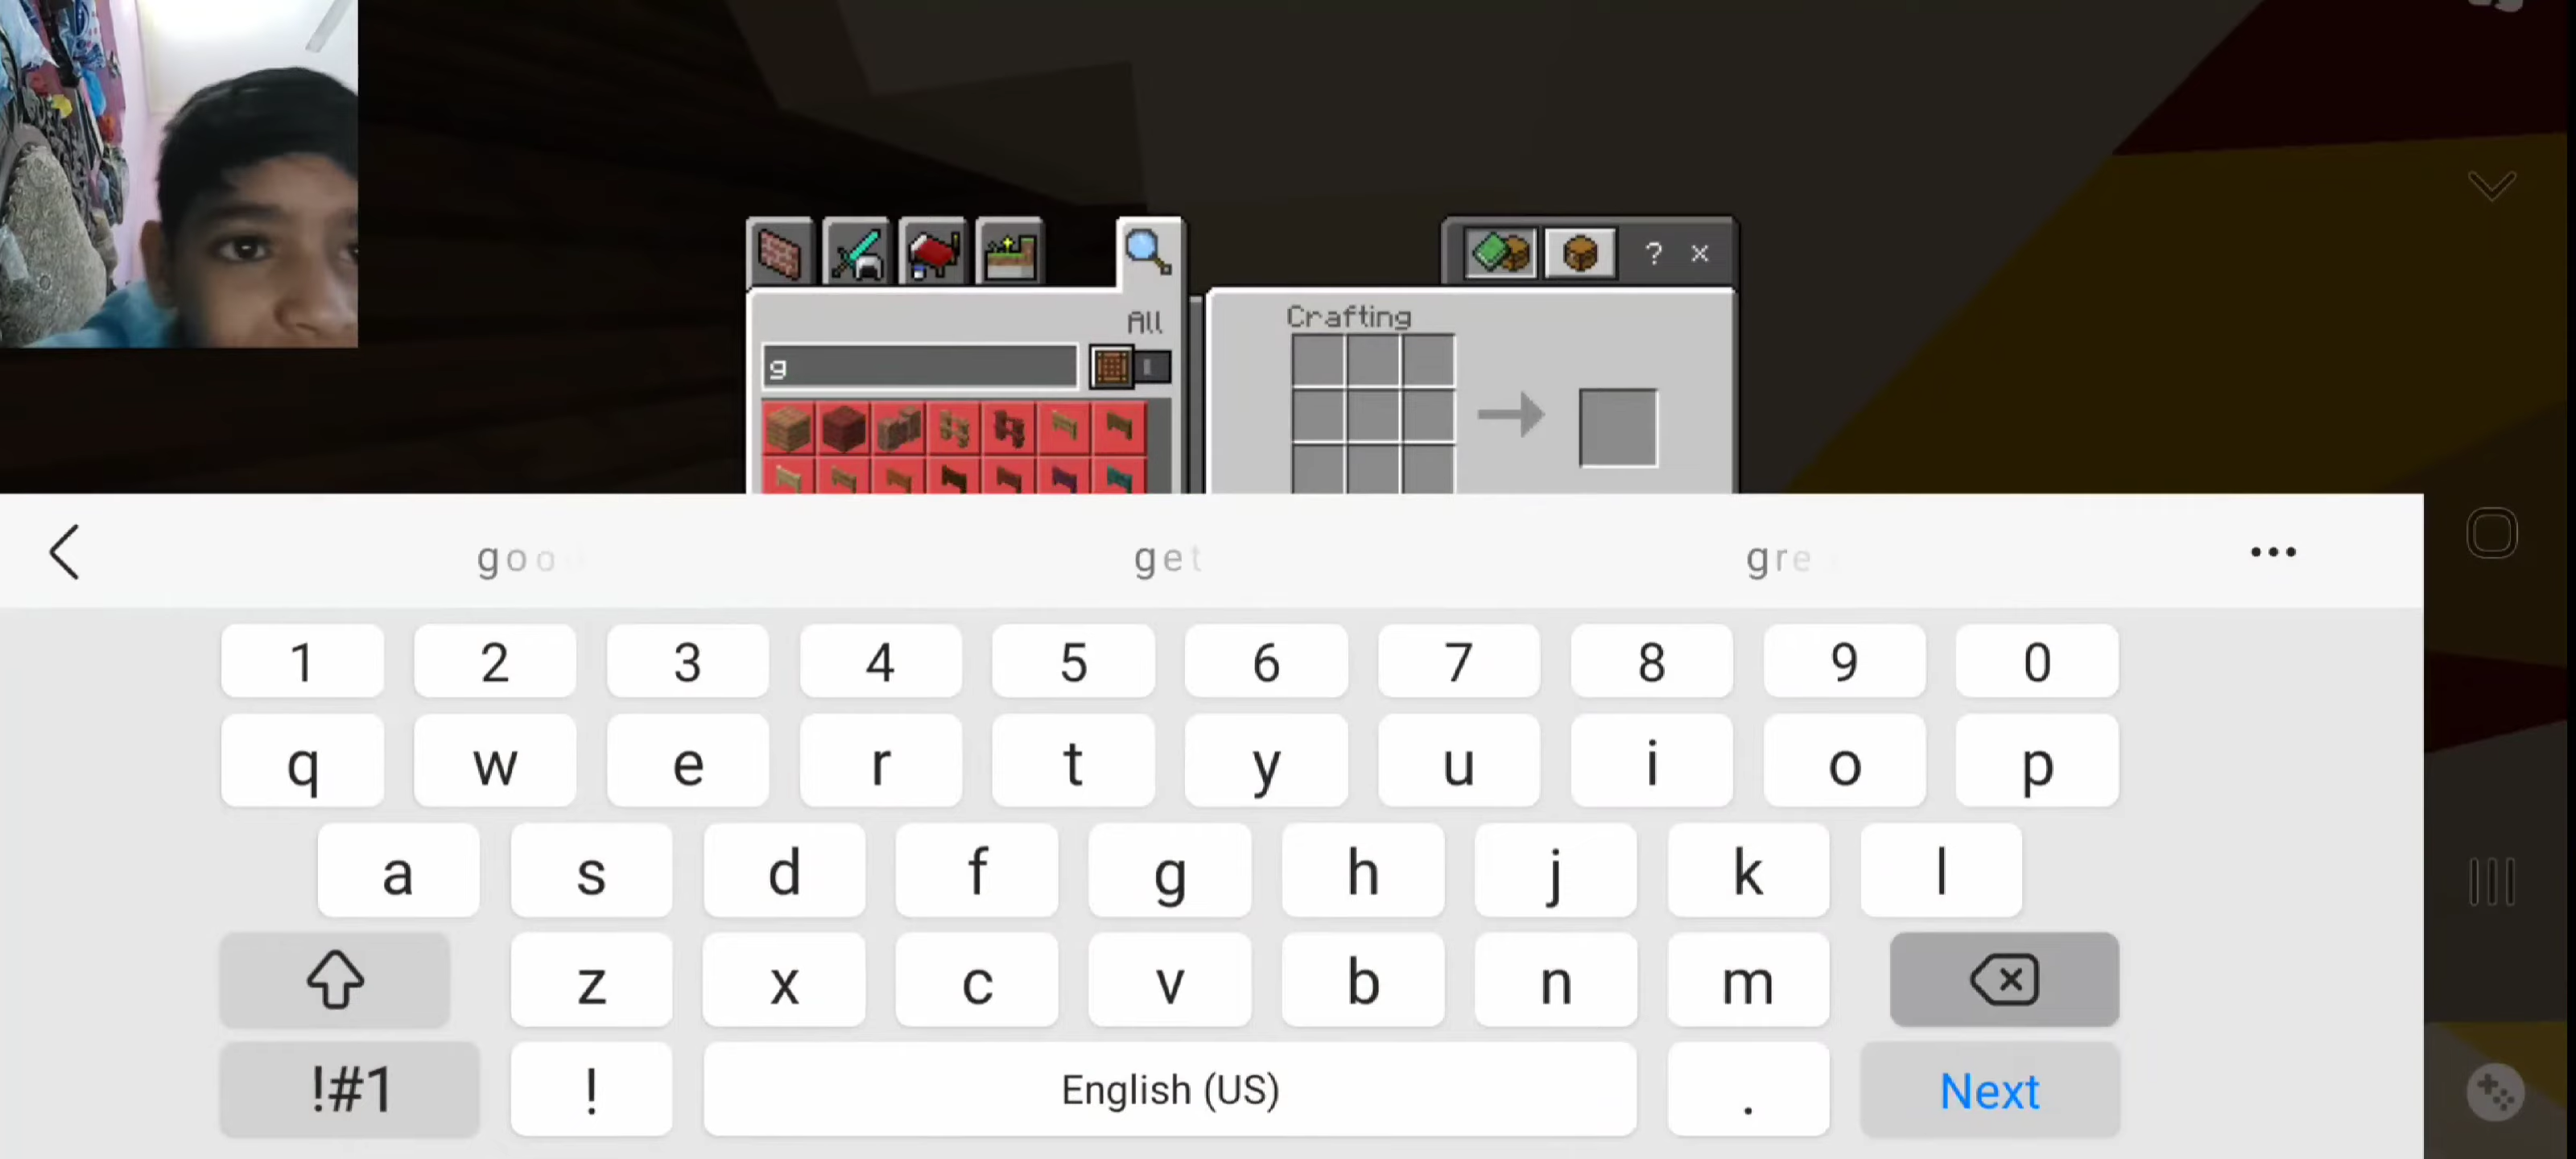 ? ×
All
Crafting
g
goo get gre
1 2 3 4 5 6 7 8 9 0
q w e r t y u i o p
a s d f g h j k l
z x c v b n m
!#1 ! English (US) . Next